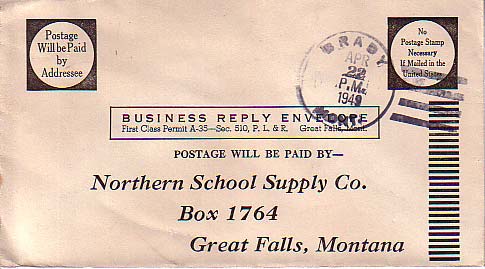 Postage
Will be Paid
by
Addressee
BRADY
APR
22
P.M.
1949
MONT.
No
Postage Stamp
Necessary
If Mailed in the
United States
BUSINESS REPLY ENVELOPE
First Class Permit A-35—Sec. 510, P. L. & R. Great Falls, Mont.
POSTAGE WILL BE PAID BY—
Northern School Supply Co.
Box 1764
Great Falls, Montana